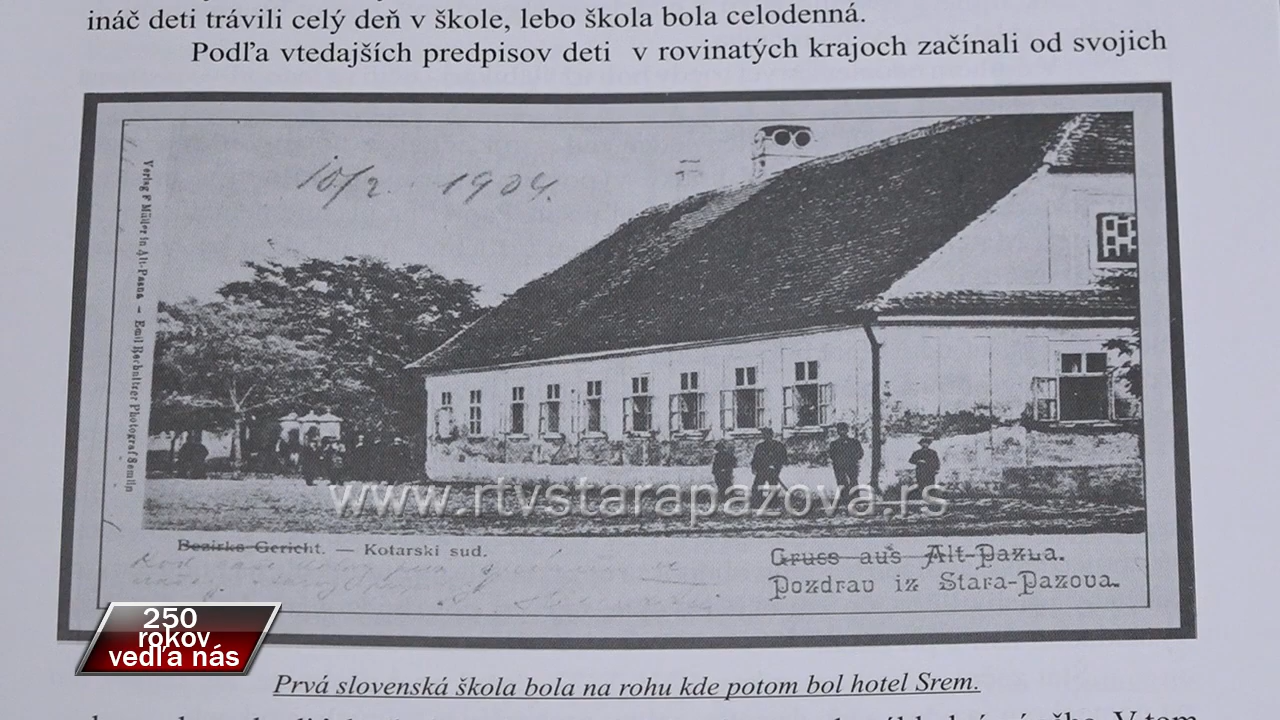 ináč deti trávili celý deň v škole, lebo škola bola celodenná.
Podľa vtedajších predpisov deti v rovinatých krajoch začínali od svojich
10/2. 1904.
Verlag F Müller in Alt-Pasua – Emil Photograf Semlin
www.rtvstarapazova.rs
Bezirks Gericht. — Kotarski sud.
Gruss aus Alt-Pazua.
Pozdrav iz Stara-Pazova.
250
rokov
vedľa nás
Prvá slovenská škola bola na rohu kde potom bol hotel Srem.
V tom